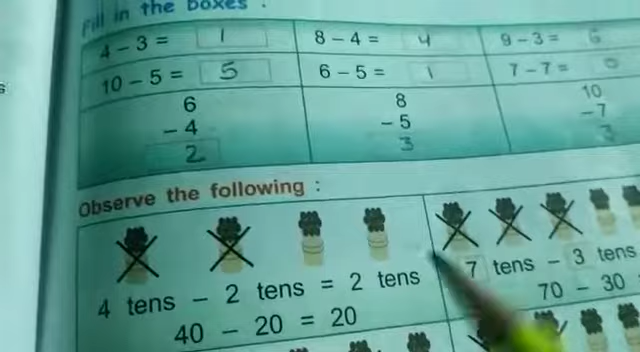 Fill in the boxes :
4 - 3 = 1 8 - 4 = 4 9 - 3 = 6
10 - 5 = 5 6 - 5 = 1 7 - 7 = 0
6 8 10
- 4 - 5 - 7
2 3 3
Observe the following :
4 tens - 2 tens = 2 tens 7 tens - 3 tens
40 - 20 = 20 70 - 30